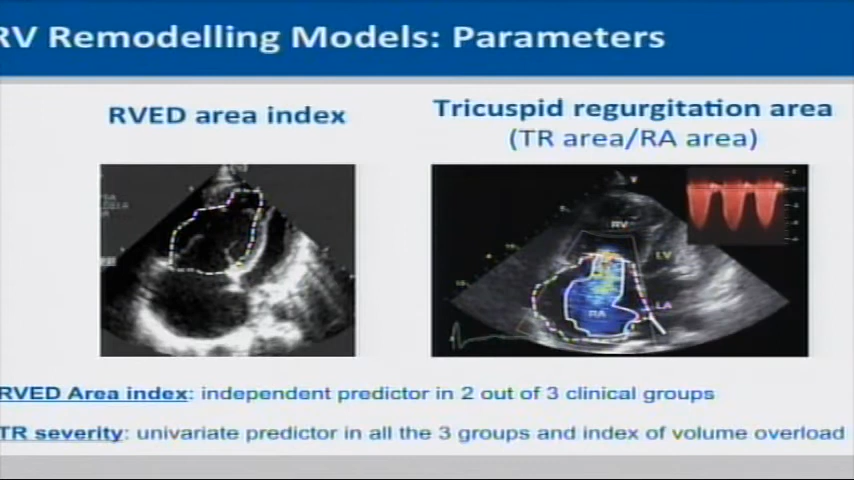 RV Remodelling Models: Parameters
RVED area index
Tricuspid regurgitation area
(TR area/RA area)
RV
LV
LA
RA
RVED Area index: independent predictor in 2 out of 3 clinical groups
TR severity: univariate predictor in all the 3 groups and index of volume overload